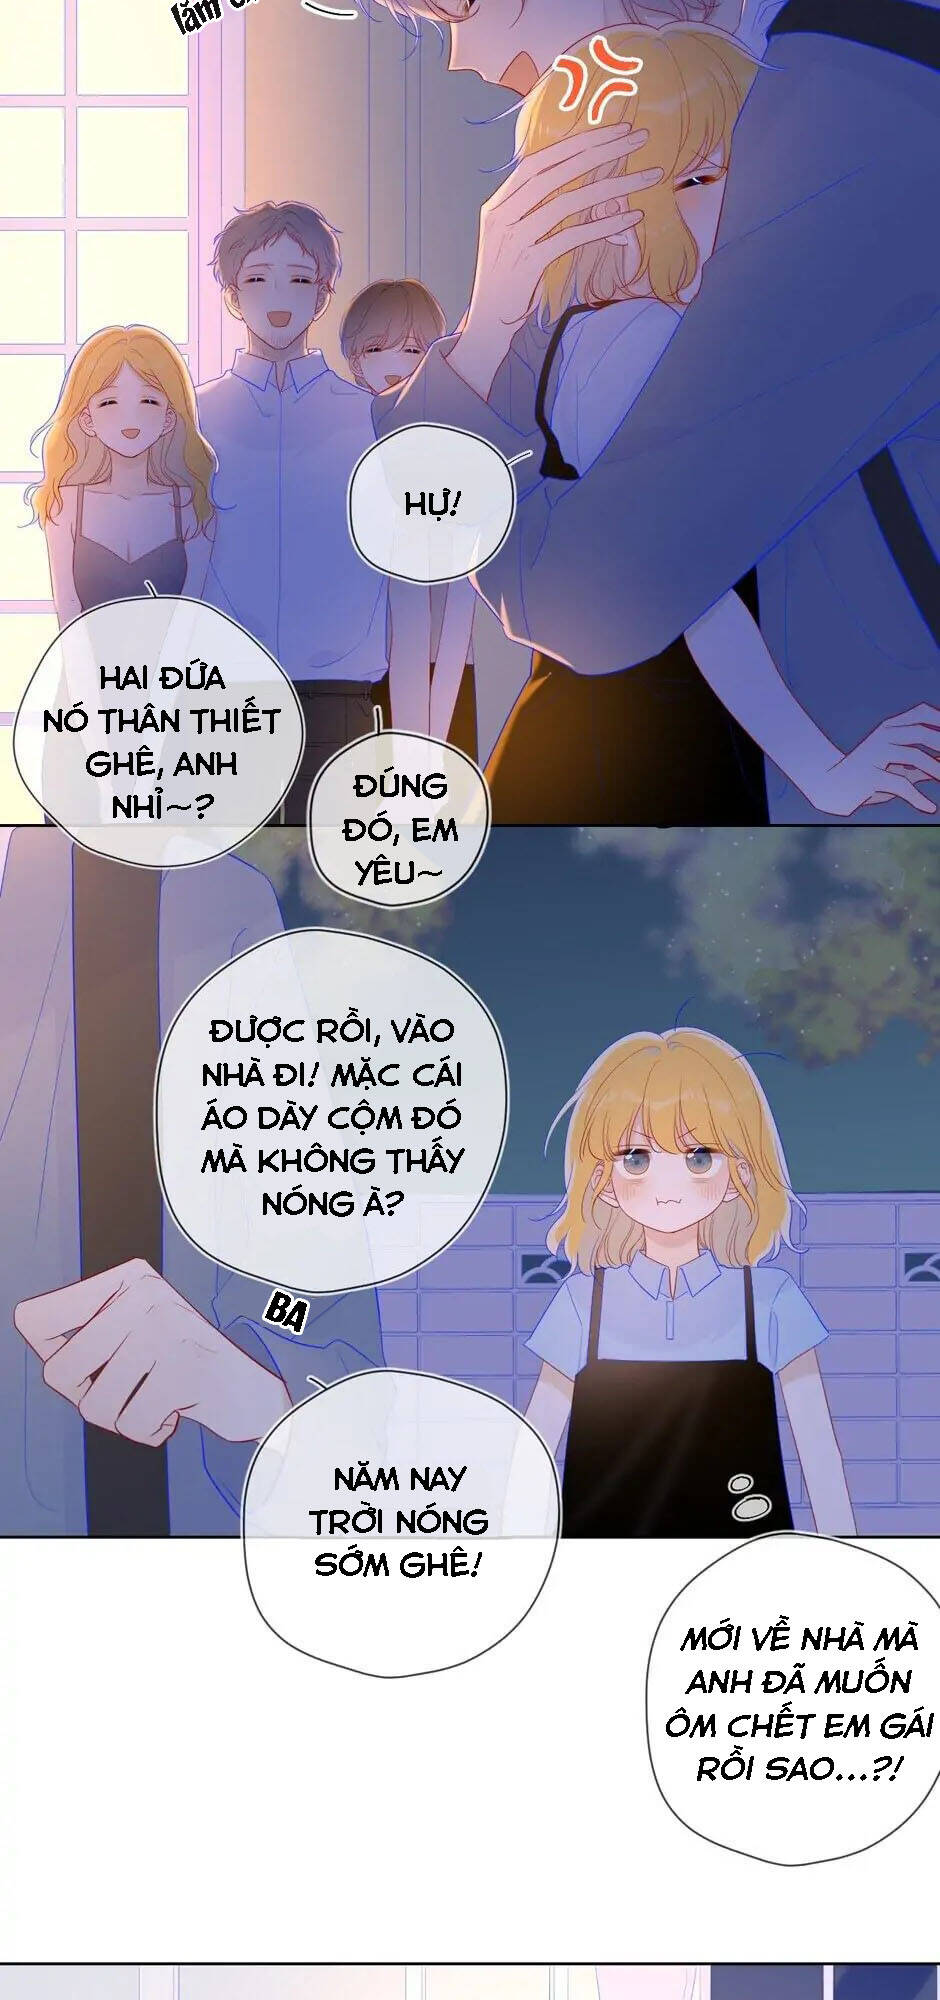 HỰ!
HAI ĐỨA
NÓ THÂN THIẾT
GHÊ, ANH
NHỈ~?
ĐÚNG
ĐÓ, EM
YÊU~
ĐƯỢC RỒI, VÀO
NHÀ ĐI! MẶC CÁI
ÁO DÀY CỘM ĐÓ
MÀ KHÔNG THẤY
NÓNG À?
BA
NĂM NAY
TRỜI NÓNG
SỚM GHÊ!
MỚI VỀ NHÀ MÀ
ANH ĐÃ MUỐN
ÔM CHẾT EM GÁI
RỒI SAO...?!